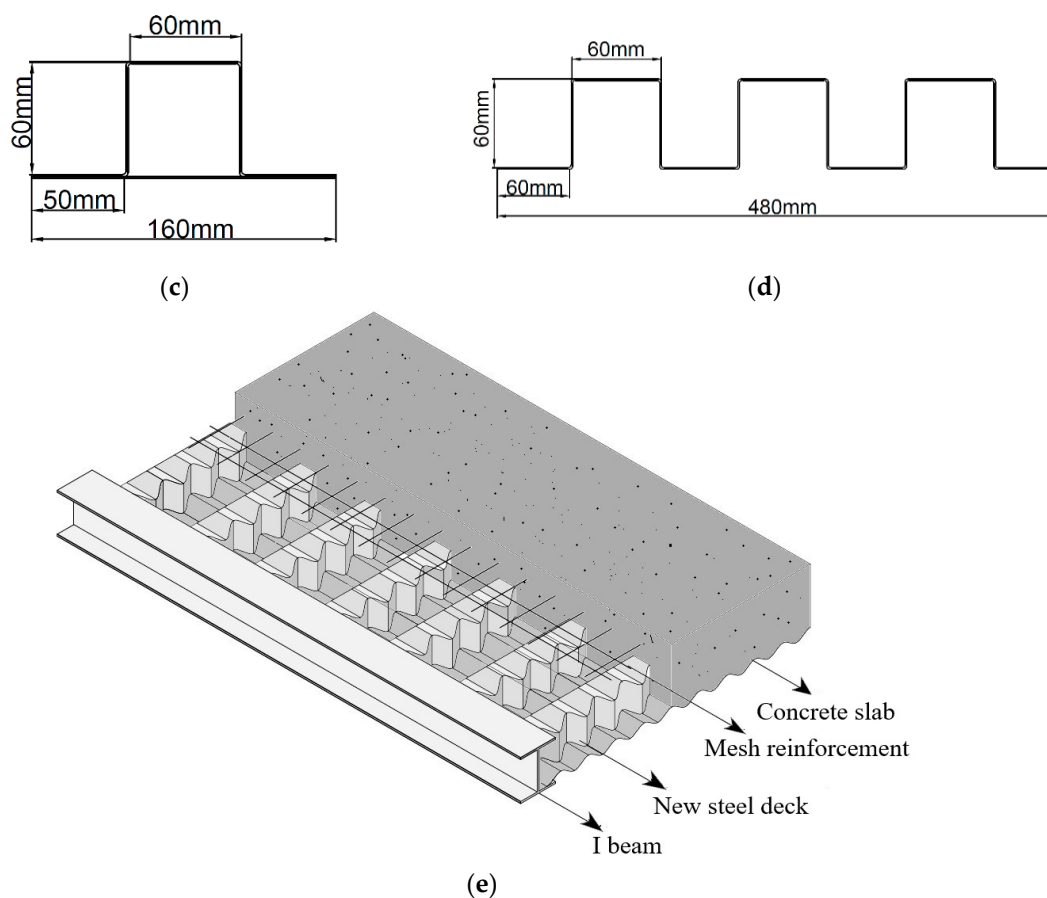 60mm
60mm
50mm
160mm
(c)
60mm
60mm
60mm
480mm
(d)
Concrete slab
Mesh reinforcement
New steel deck
I beam
(e)